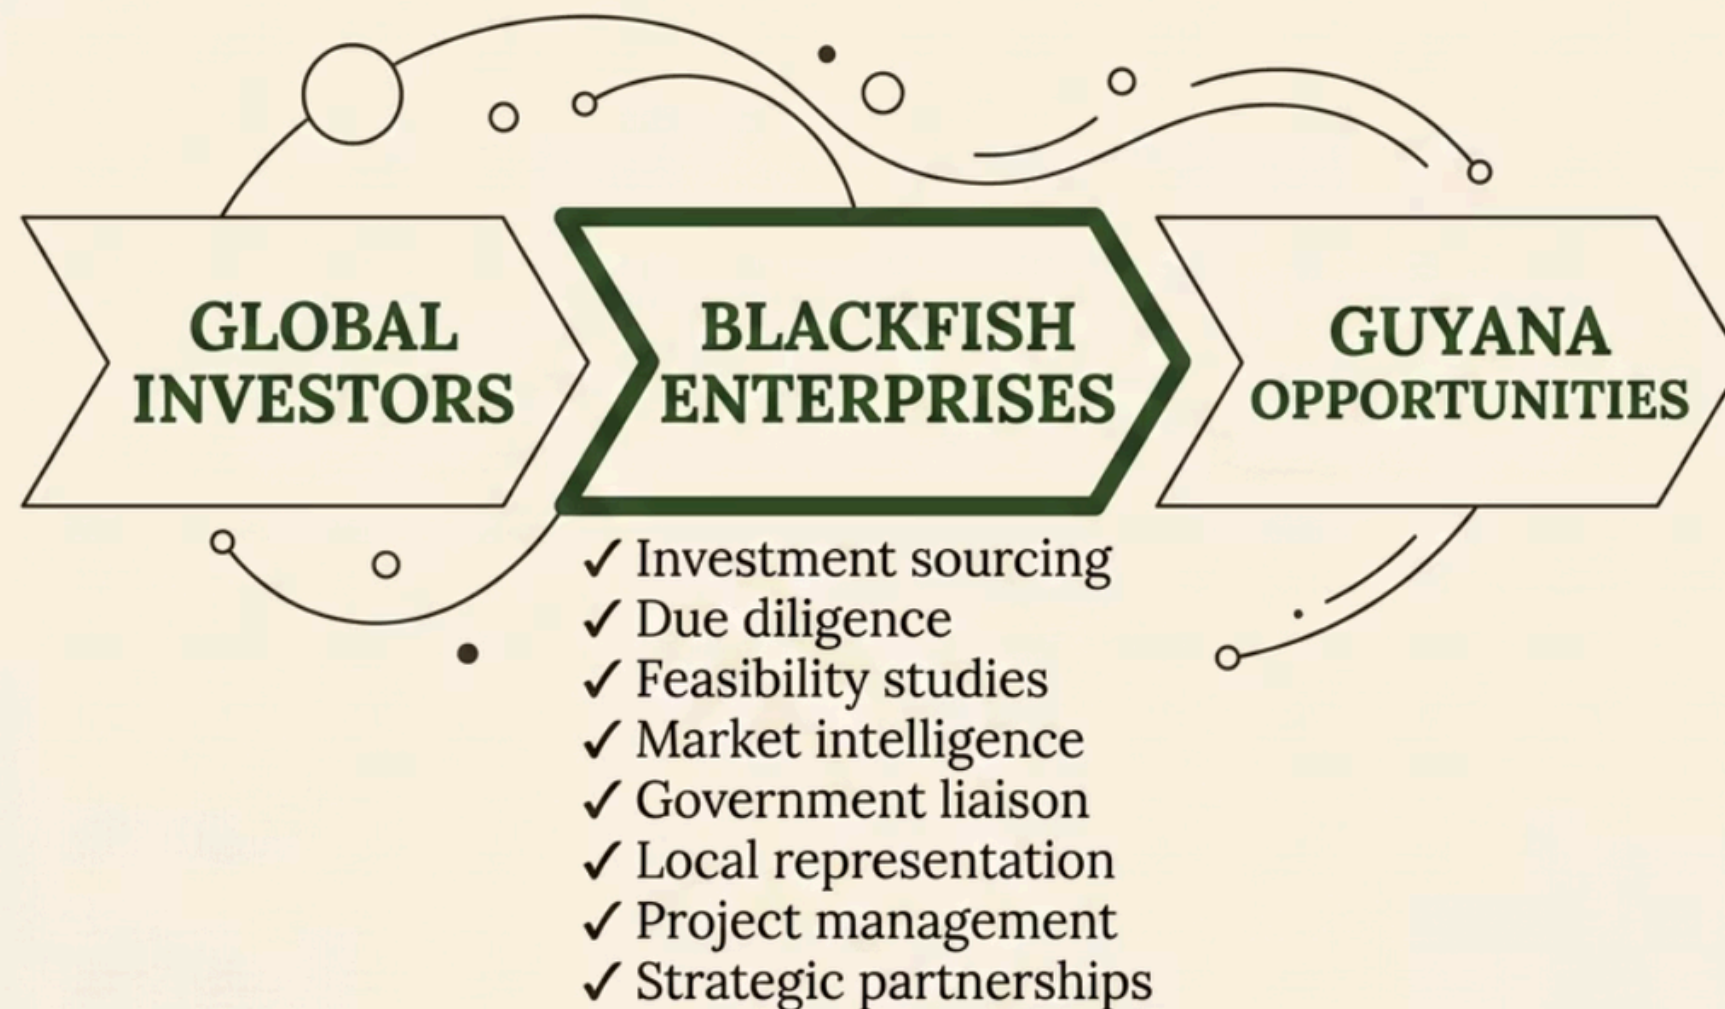 GLOBAL
INVESTORS
BLACKFISH
ENTERPRISES
GUYANA
OPPORTUNITIES
✓ Investment sourcing
✓ Due diligence
✓ Feasibility studies
✓ Market intelligence
✓ Government liaison
✓ Local representation
✓ Project management
✓ Strategic partnerships